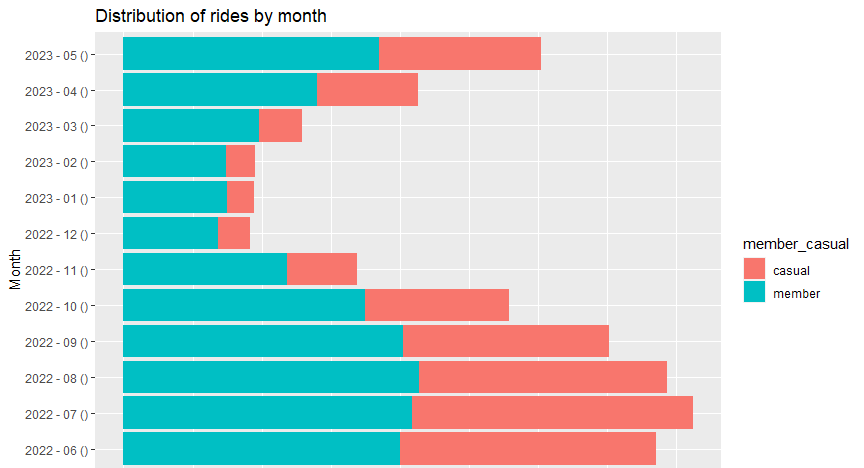 Distribution of rides by month
2023 - 05 ()
2023 - 04 ()
2023 - 03 ()
2023 - 02 ()
2023 - 01 ()
2022 - 12 ()
2022 - 11 ()
2022 - 10 ()
2022 - 09 ()
2022 - 08 ()
2022 - 07 ()
2022 - 06 ()
Month
member_casual
casual
member